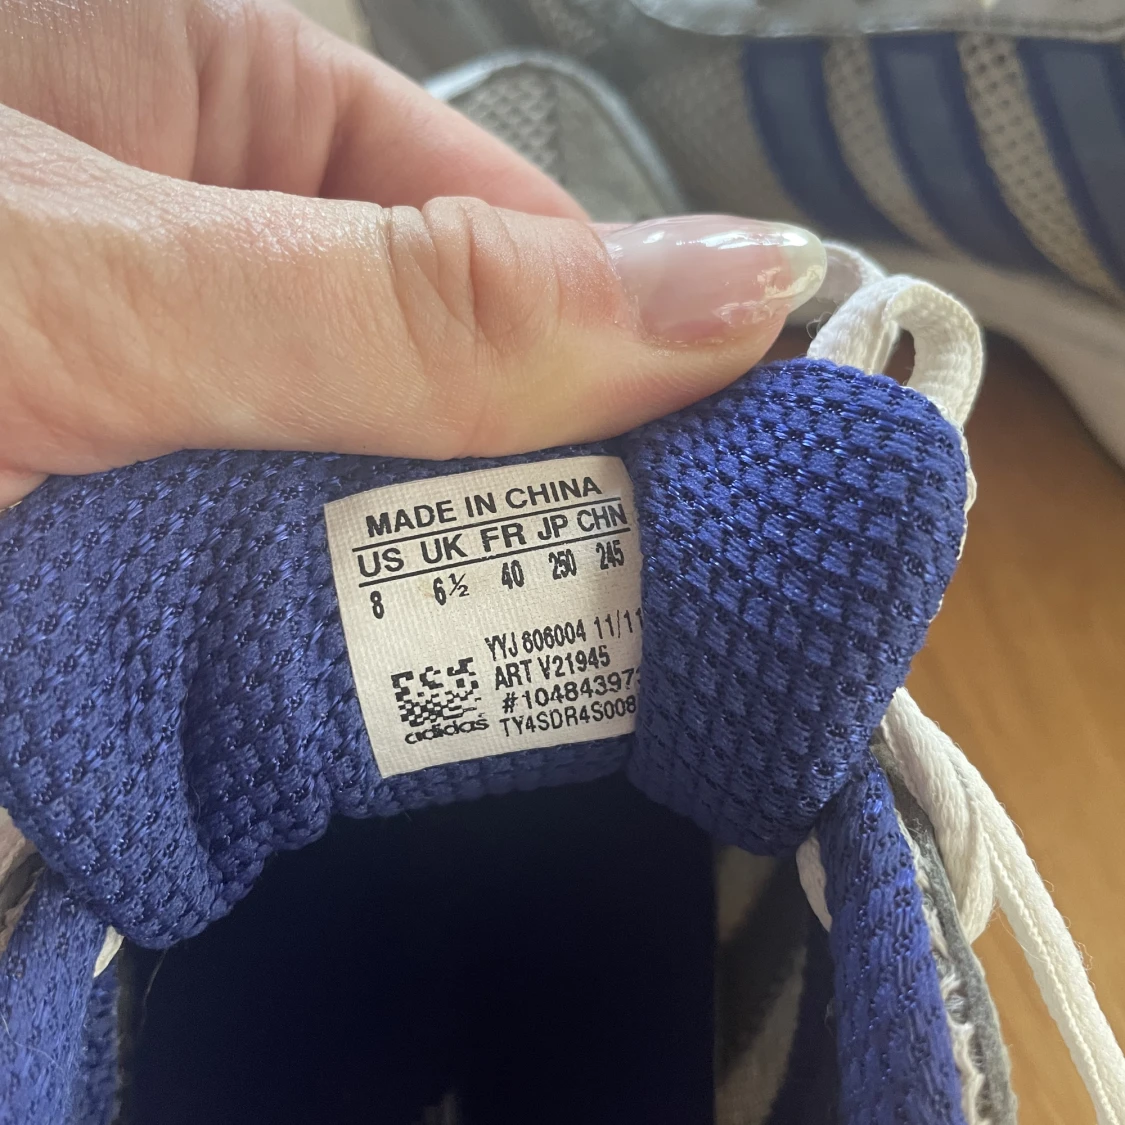 MADE IN CHINA
US UK FR JP CHN
8 6½ 40 250 245
YYJ 606004 11/11
ART V21945
#104843973
TY4SDR4S008
adidas